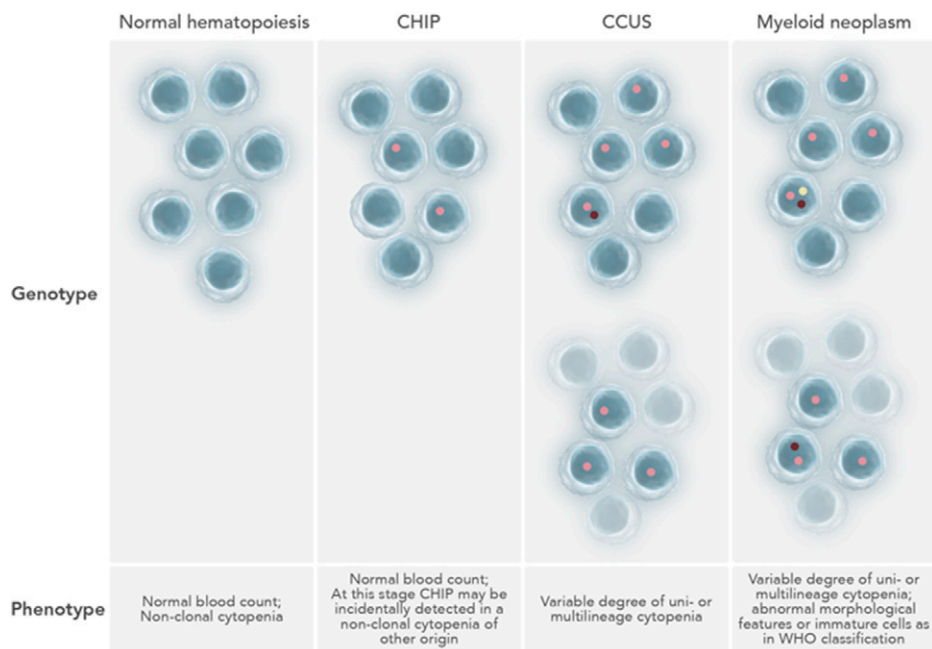 Normal hematopoiesis
CHIP
CCUS
Myeloid neoplasm
Genotype
Phenotype
Normal blood count;
Non-clonal cytopenia
Normal blood count;
At this stage CHIP may be
incidentally detected in a
non-clonal cytopenia of
other origin
Variable degree of uni- or
multilineage cytopenia
Variable degree of uni- or
multilineage cytopenia;
abnormal morphological
features or immature cells as
in WHO classification